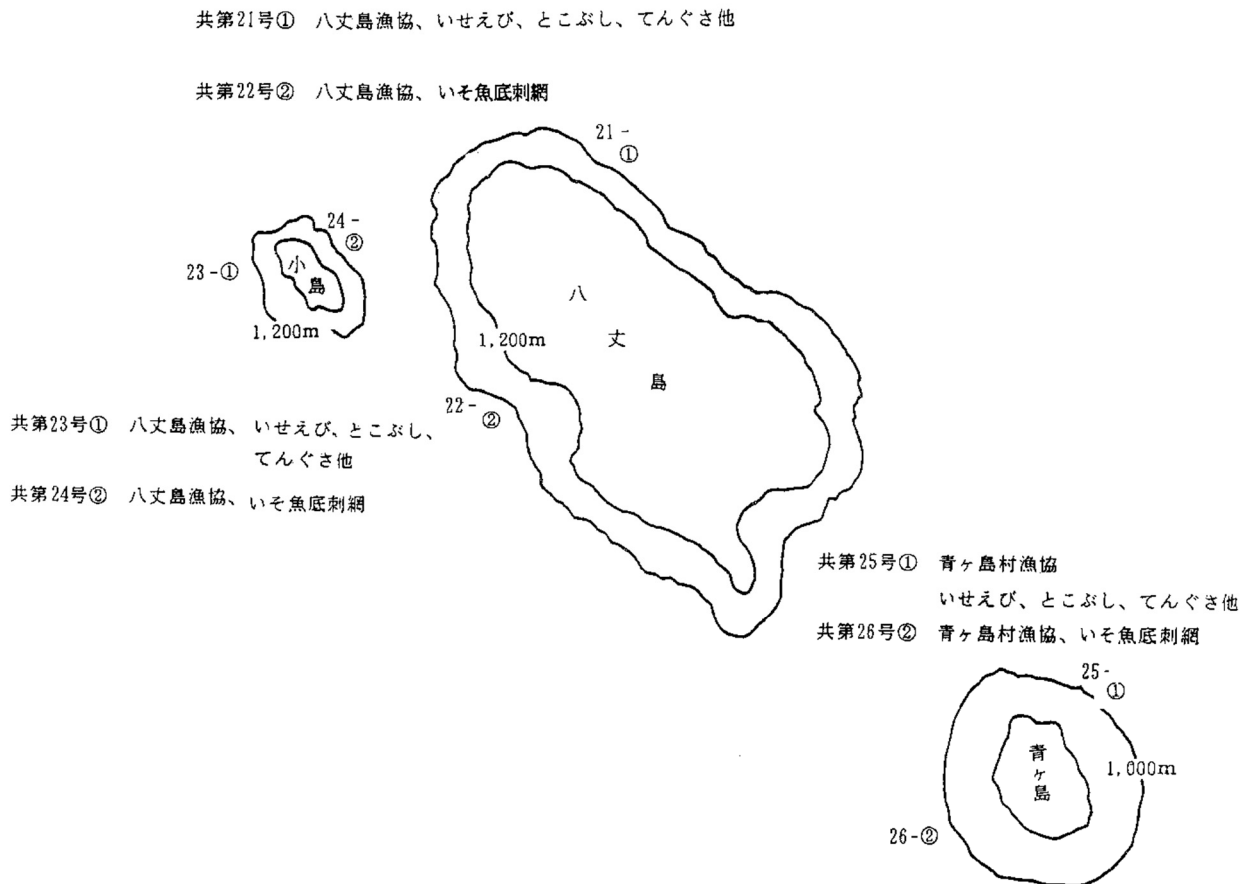 共第21号① 八丈島漁協、いせえび、とこぶし、てんぐさ他
共第22号② 八丈島漁協、いそ魚底刺網
21-
①
24-
②
23-①
小
島
1,200m
八
丈
島
1,200m
22-
②
共第23号① 八丈島漁協、いせえび、とこぶし、
てんぐさ他
共第24号② 八丈島漁協、いそ魚底刺網
共第25号① 青ヶ島村漁協
いせえび、とこぶし、てんぐさ他
共第26号② 青ヶ島村漁協、いそ魚底刺網
25-
①
青
ヶ
島
1,000m
26-②